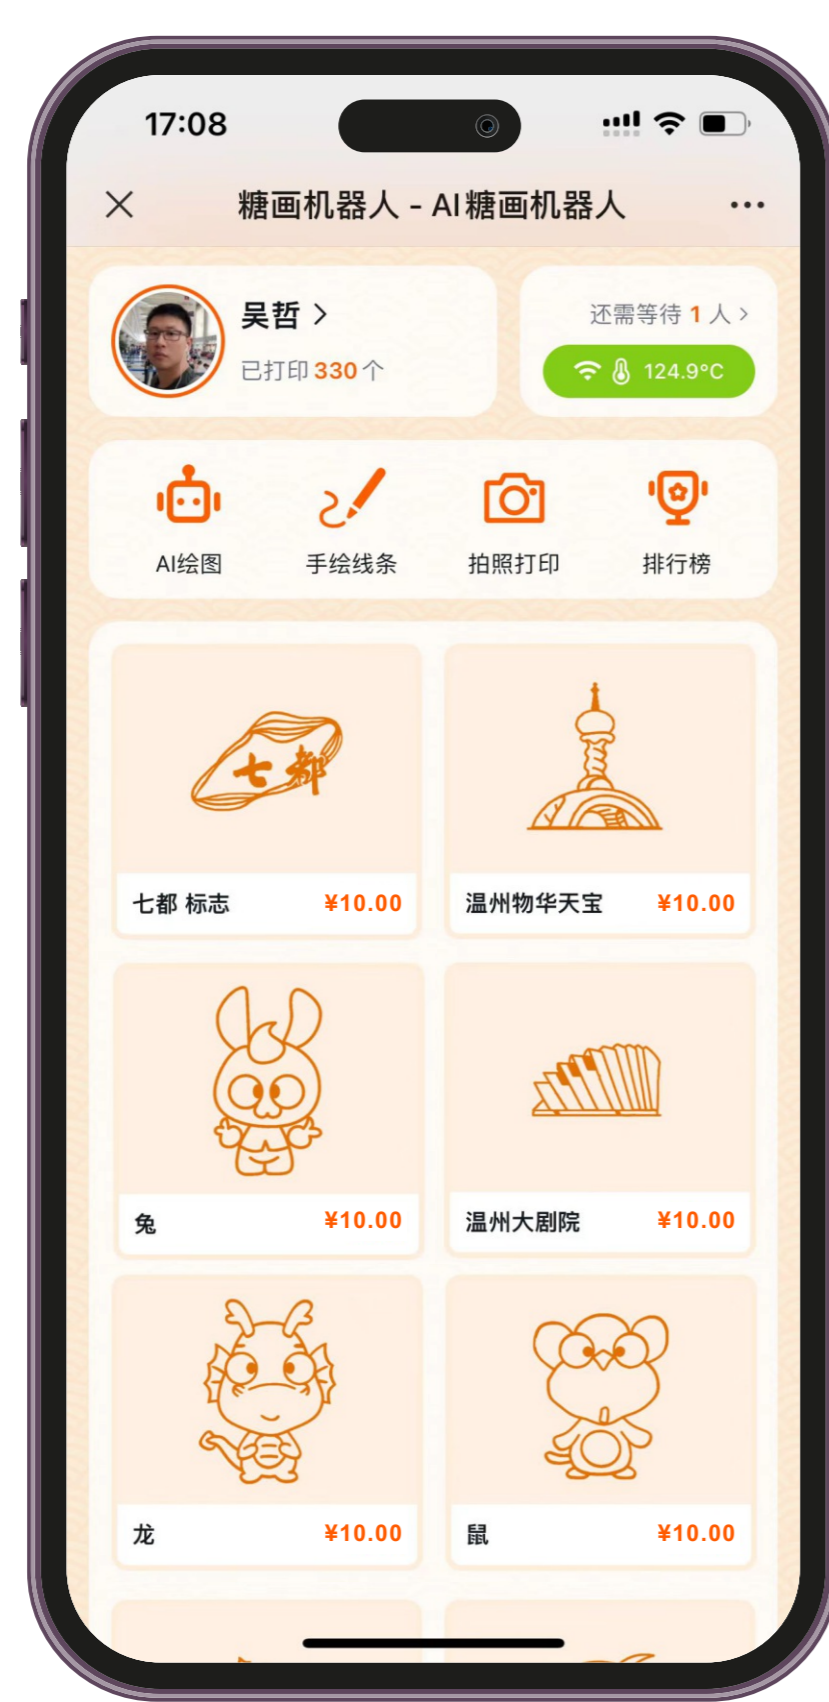 17:08
糖画机器人 - AI糖画机器人
吴哲
已打印 330 个
还需等待 1 人
124.9°C
AI绘图
手绘线条
拍照打印
排行榜
七都
七都 标志 ¥10.00
温州物华天宝 ¥10.00
兔 ¥10.00
温州大剧院 ¥10.00
龙 ¥10.00
鼠 ¥10.00